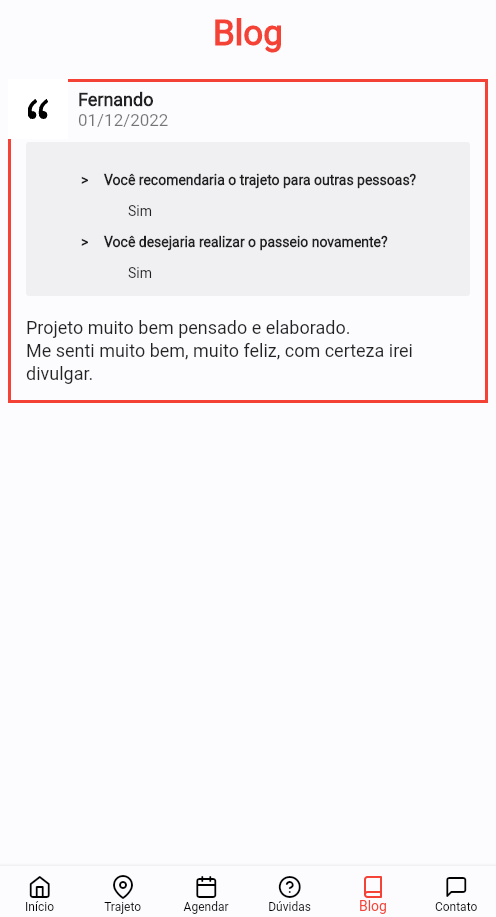 Blog
“
Fernando
01/12/2022
> Você recomendaria o trajeto para outras pessoas?
Sim
> Você desejaria realizar o passeio novamente?
Sim
Projeto muito bem pensado e elaborado.
Me senti muito bem, muito feliz, com certeza irei
divulgar.
Início Trajeto Agendar Dúvidas Blog Contato